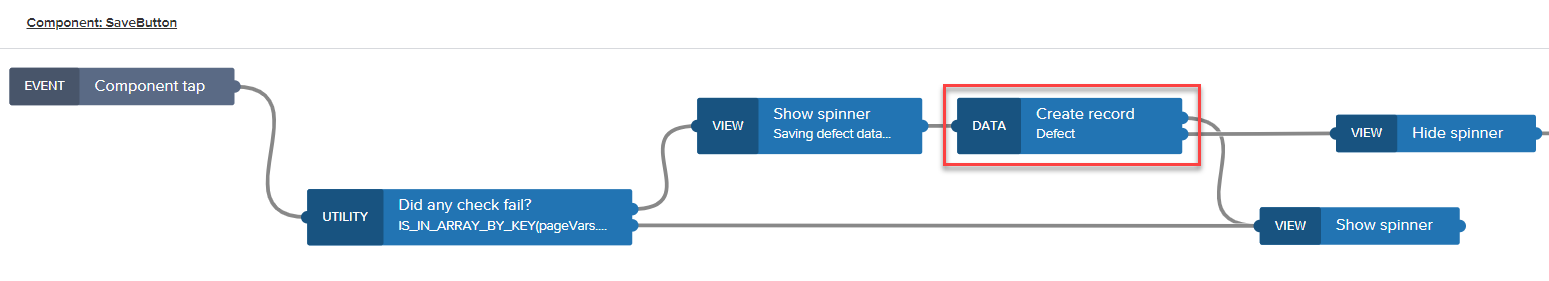 Component: SaveButton
EVENT
Component tap
VIEW
Show spinner
Saving defect data...
DATA
Create record
Defect
VIEW
Hide spinner
UTILITY
Did any check fail?
IS_IN_ARRAY_BY_KEY(pageVars....
VIEW
Show spinner